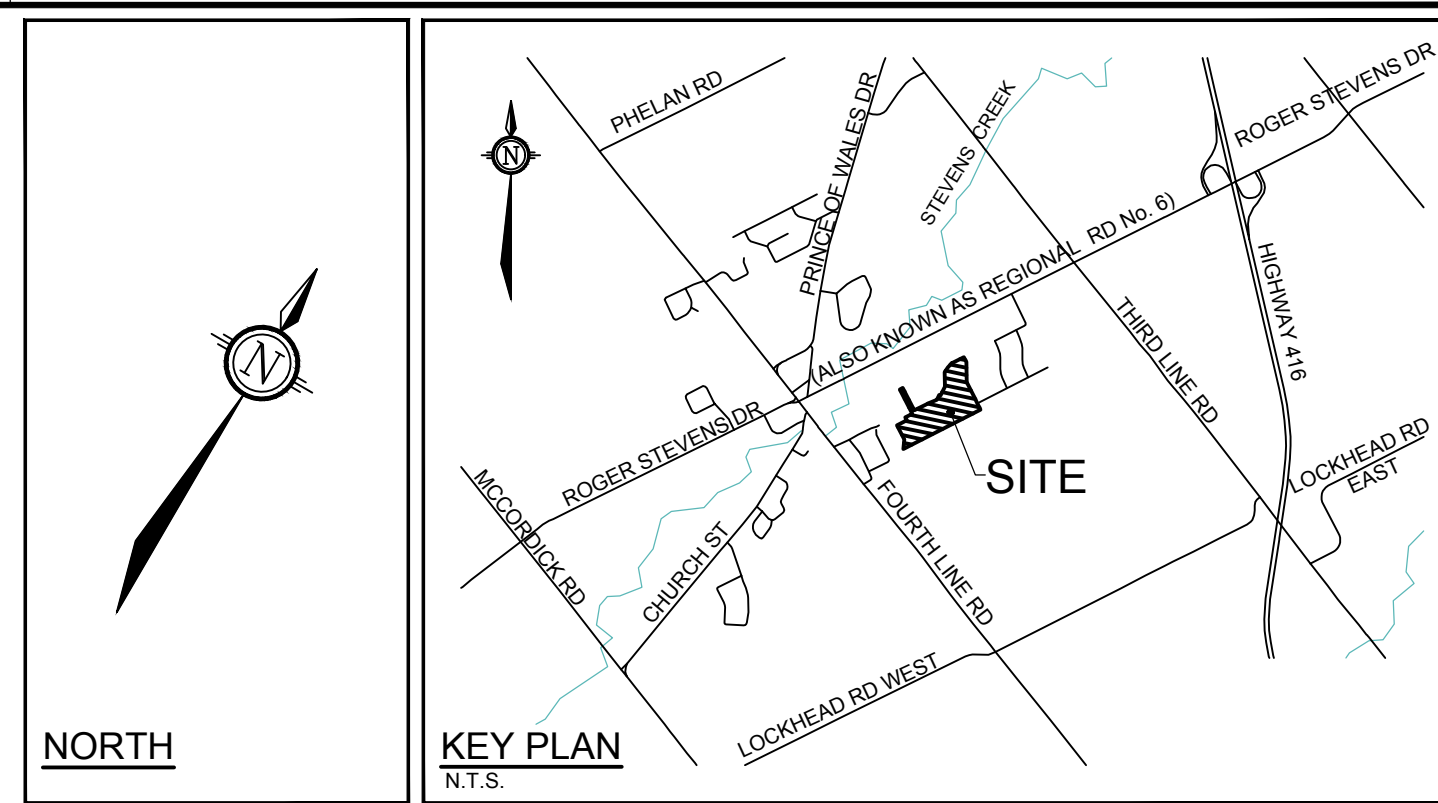 PHELAN RD
PRINCE OF WALES DR
STEVENS CREEK
ROGER STEVENS DR
N
(ALSO KNOWN AS REGIONAL RD No. 6)
HIGHWAY 416
THIRD LINE RD
N
ROGER STEVENS DR
SITE
LOCKHEAD RD
EAST
MCCORDICK RD
CHURCH ST
FOURTH LINE RD
LOCKHEAD RD WEST
NORTH
KEY PLAN
N.T.S.